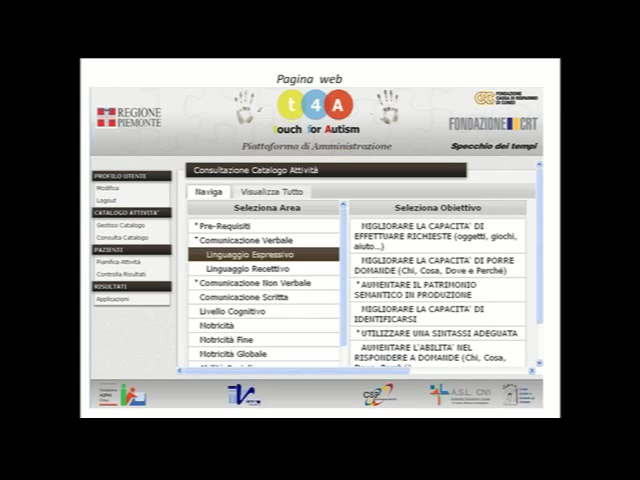 Pagina web
REGIONE
PIEMONTE
t4A
touch for Autism
Piattaforma di Amministrazione
FONDAZIONE
CASSA DI RISPARMIO
DI CUNEO
FONDAZIONE CRT
Specchio dei tempi
PROFILO UTENTE
Modifica
Logout
CATALOGO ATTIVITA'
Gestisci Catalogo
Consulta Catalogo
PAZIENTI
Pianifica Attività
Controlla Risultati
RISULTATI
Applicazioni
Consultazione Catalogo Attività
Naviga
Visualizza Tutto
Seleziona Area
Pre-Requisiti
Comunicazione Verbale
Linguaggio Espressivo
Linguaggio Recettivo
Comunicazione Non Verbale
Comunicazione Scritta
Livello Cognitivo
Motricità
Motricità Fine
Motricità Globale
Seleziona Obiettivo
MIGLIORARE LA CAPACITA' DI
EFFETTUARE RICHIESTE (oggetti, giochi,
aiuto...)
MIGLIORARE LA CAPACITA' DI PORRE
DOMANDE (Chi, Cosa, Dove e Perché)
AUMENTARE IL PATRIMONIO
SEMANTICO IN PRODUZIONE
MIGLIORARE LA CAPACITA' DI
IDENTIFICARSI
UTILIZZARE UNA SINTASSI ADEGUATA
AUMENTARE L'ABILITA' NEL
RISPONDERE A DOMANDE (Chi, Cosa,
CSP
A.S.L. CN1